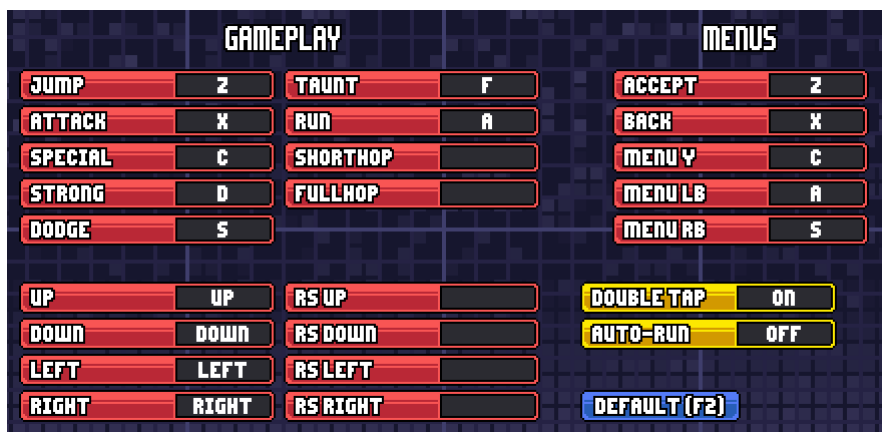 GAMEPLAY MENUS
JUMP Z TAUNT F ACCEPT Z
ATTACK X RUN A BACK X
SPECIAL C SHORTHOP MENU Y C
STRONG D FULLHOP MENU LB A
DODGE S MENU RB S
UP UP RS UP DOUBLE TAP ON
DOWN DOWN RS DOWN AUTO-RUN OFF
LEFT LEFT RS LEFT
RIGHT RIGHT RS RIGHT DEFAULT (F2)